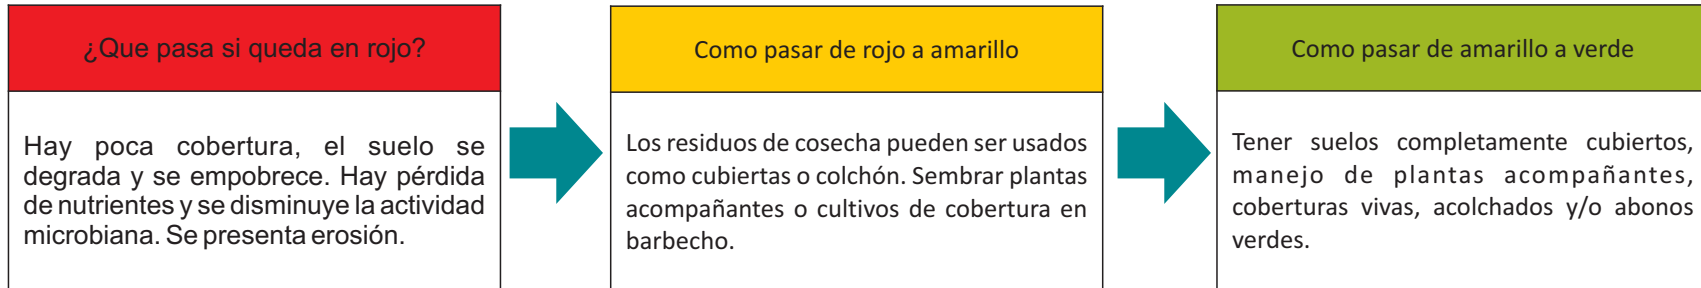 ¿Que pasa si queda en rojo?
Hay poca cobertura, el suelo se
degrada y se empobrece. Hay pérdida
de nutrientes y se disminuye la actividad
microbiana. Se presenta erosión.
Como pasar de rojo a amarillo
Los residuos de cosecha pueden ser usados
como cubiertas o colchón. Sembrar plantas
acompañantes o cultivos de cobertura en
barbecho.
Como pasar de amarillo a verde
Tener suelos completamente cubiertos,
manejo de plantas acompañantes,
coberturas vivas, acolchados y/o abonos
verdes.